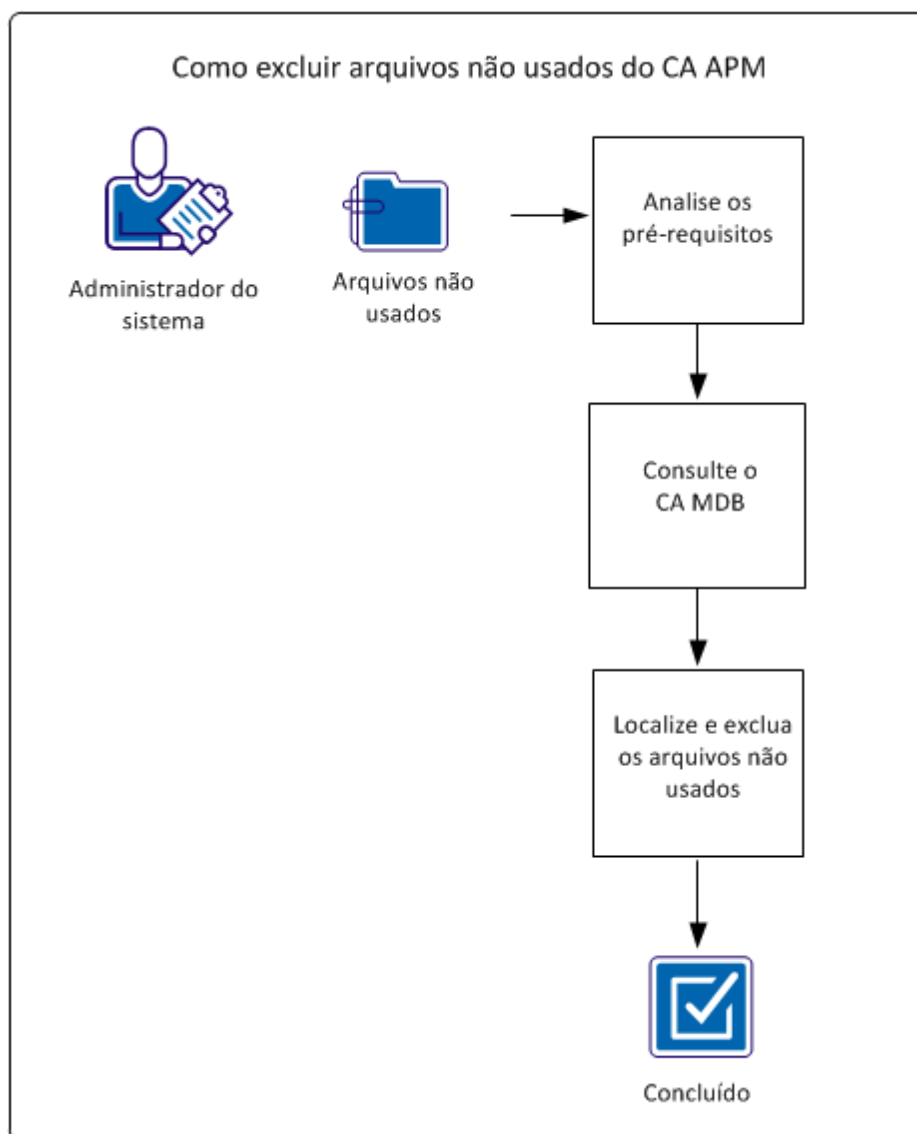 Como excluir arquivos não usados do CA APM
Administrador do
sistema
Arquivos não
usados
Analise os
pré-requisitos
Consulte o
CA MDB
Localize e exclua
os arquivos não
usados
Concluído